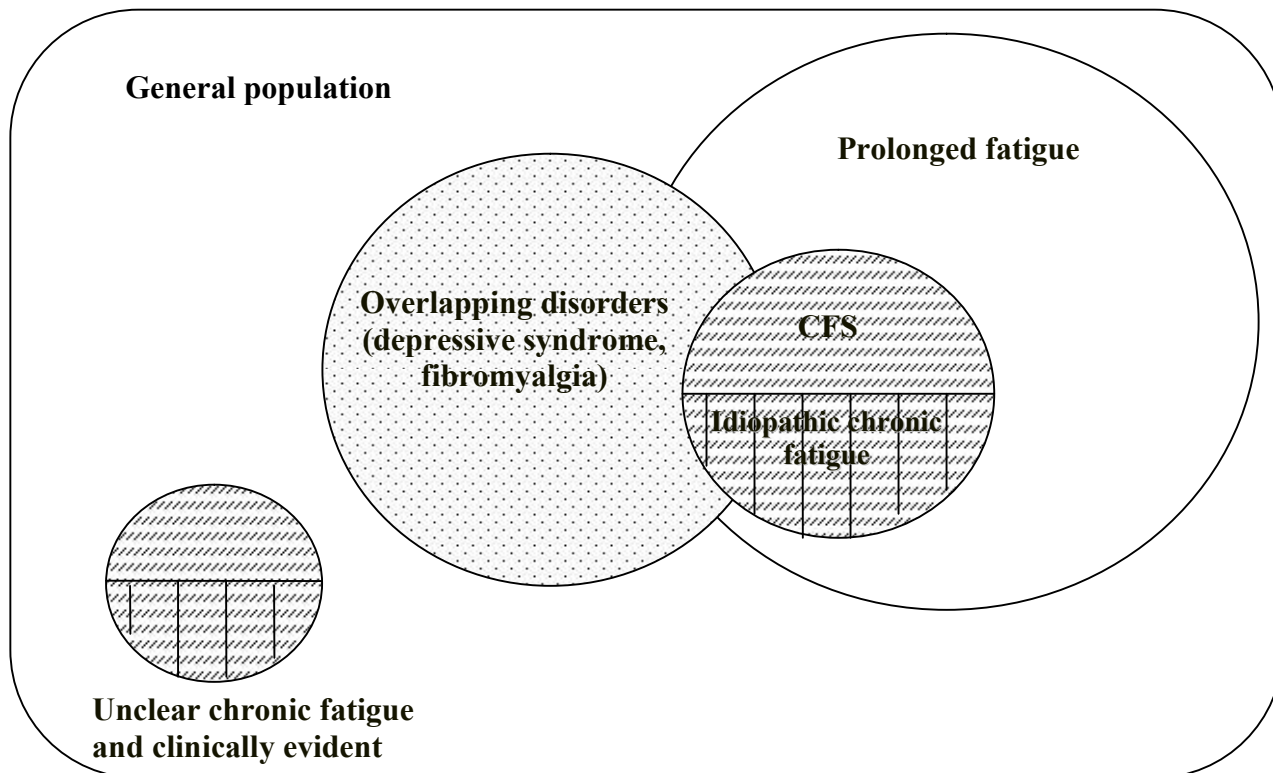 General population
Prolonged fatigue
Overlapping disorders
(depressive syndrome,
fibromyalgia)
CFS
Idiopathic chronic
fatigue
Unclear chronic fatigue
and clinically evident